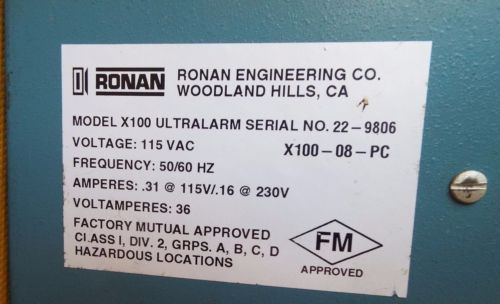 RONAN RONAN ENGINEERING CO.
WOODLAND HILLS, CA
MODEL X100 ULTRALARM SERIAL NO. 22-9806
VOLTAGE: 115 VAC X100-08-PC
FREQUENCY: 50/60 HZ
AMPERES: .31 @ 115V/.16 @ 230V
VOLTAMPERES: 36
FACTORY MUTUAL APPROVED
CLASS I, DIV. 2, GRPS. A, B, C, D
HAZARDOUS LOCATIONS
FM
APPROVED